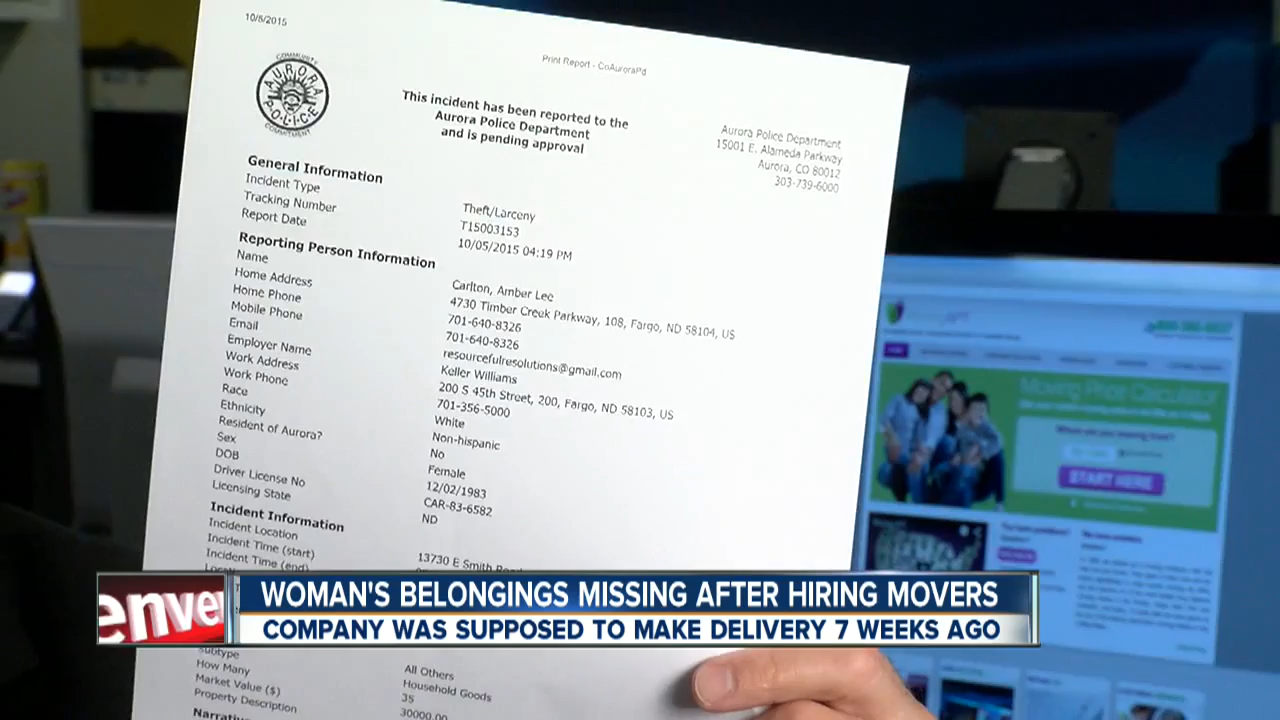 10/8/2015
Print Report - CoAuroraPd
COMMUNITY
AURORA
POLICE
COMMITMENT
This incident has been reported to the
Aurora Police Department
and is pending approval
Aurora Police Department
15001 E. Alameda Parkway
Aurora, CO 80012
303-739-6000
General Information
Incident Type Theft/Larceny
Tracking Number T15003153
Report Date 10/05/2015 04:19 PM
Reporting Person Information
Name Carlton, Amber Lee
Home Address 4730 Timber Creek Parkway, 108, Fargo, ND 58104, US
Home Phone 701-640-8326
Mobile Phone 701-640-8326
Email resourcefulresolutions@gmail.com
Employer Name Keller Williams
Work Address 200 S 45th Street, 200, Fargo, ND 58103, US
Work Phone 701-356-5000
Race White
Ethnicity Non-hispanic
Resident of Aurora? No
Sex Female
DOB 12/02/1983
Driver License No CAR-83-6582
Licensing State ND
Incident Information
Incident Location 13730 E Smith
Incident Time (start)
Incident Time (end)
Moving Price Calculator
Where are you moving from?
START HERE
enver
WOMAN'S BELONGINGS MISSING AFTER HIRING MOVERS
COMPANY WAS SUPPOSED TO MAKE DELIVERY 7 WEEKS AGO
Subtype All Others
How Many Household Goods
Market Value ($) 35
Property Description 30000.00